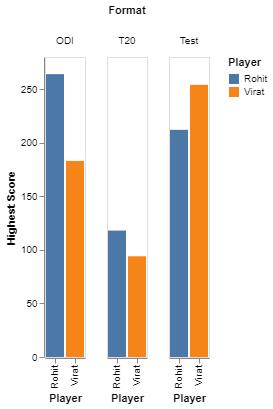 Format
ODI T20 Test
Player
Rohit
Virat
Highest Score
250
200
150
100
50
0
Rohit Virat Rohit Virat Rohit Virat
Player Player Player